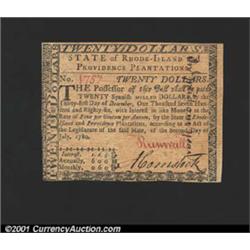 TWENTY DOLLARS
STATE of RHODE-ISLAND
PROVIDENCE PLANTATIONS
No. 1757 TWENTY DOLLARS.
THE Possessor of this Bill shall be paid
TWENTY Spanish milled DOLLARS, by the
Thirty-first Day of December, One Thousand Seven Hun-
dred and Eighty-six, with Interest in like Money at the
Rate of Five per Centum per Annum, by the State of Rhode-
Island and Providence Plantations, according to an Act of
the Legislature of the said State, of the Second Day of
July, 1780.
Interest.
Annually,
Monthly,
©2001 CurrencyAuction.com